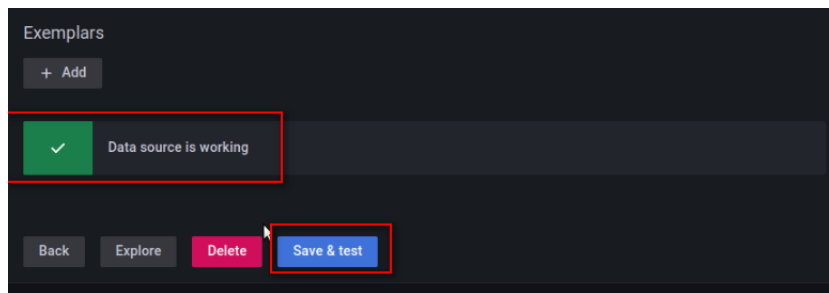 Exemplars
+ Add
Data source is working
Back Explore Delete Save & test